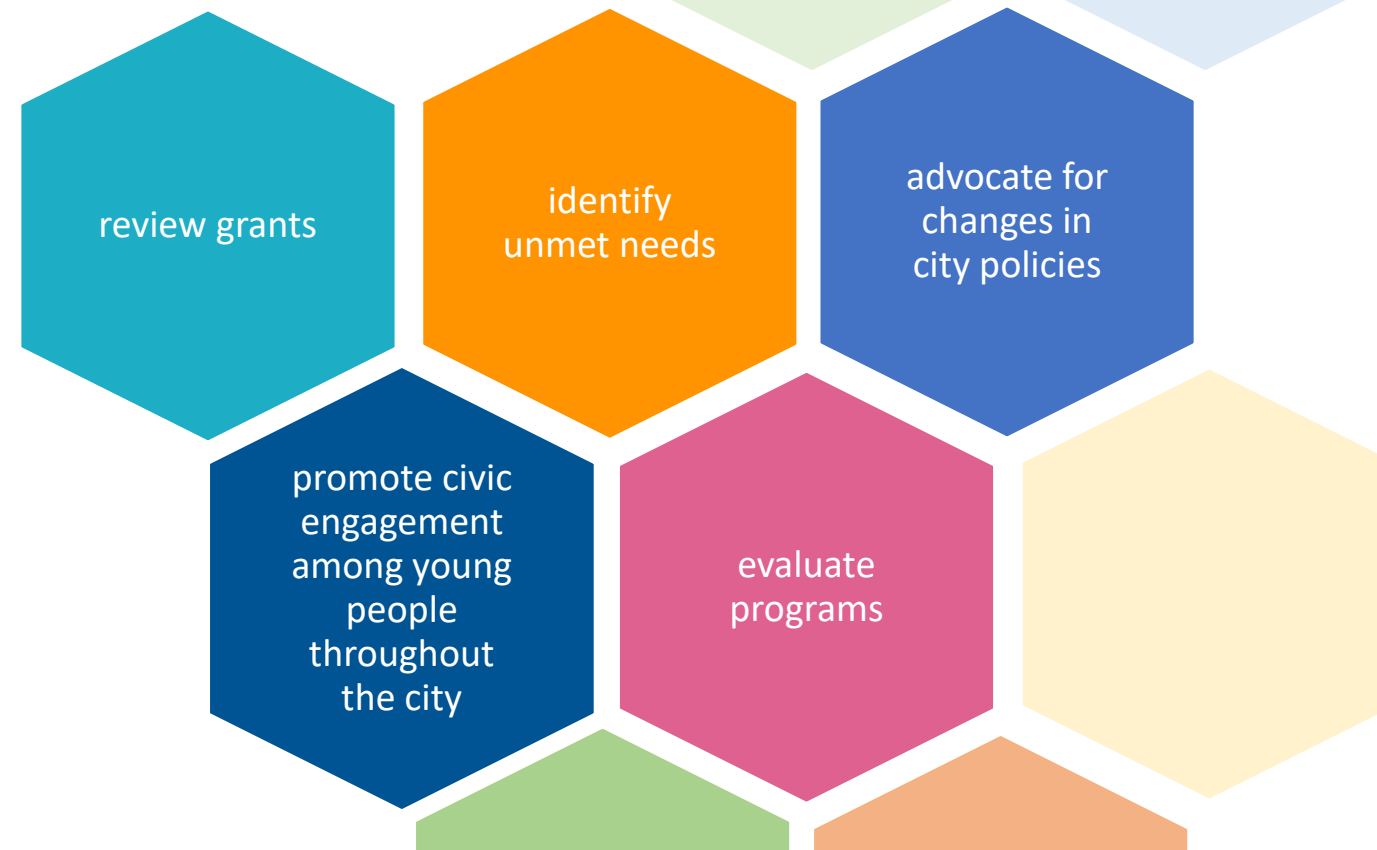 review grants
identify
unmet needs
advocate for
changes in
city policies
promote civic
engagement
among young
people
throughout
the city
evaluate
programs